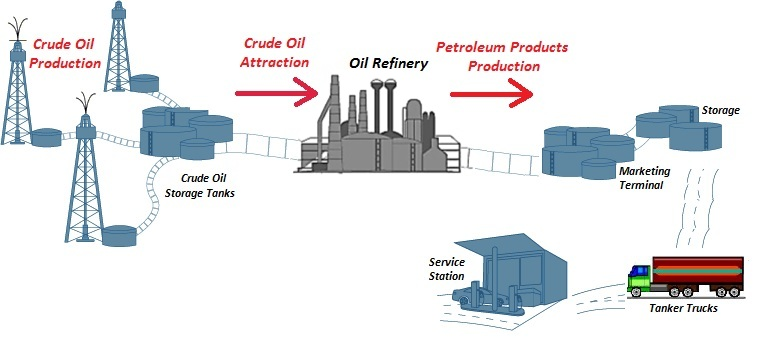 Crude Oil
Production
Crude Oil
Attraction
Oil Refinery
Petroleum Products
Production
Storage
Crude Oil
Storage Tanks
Marketing
Terminal
Service
Station
Tanker Trucks